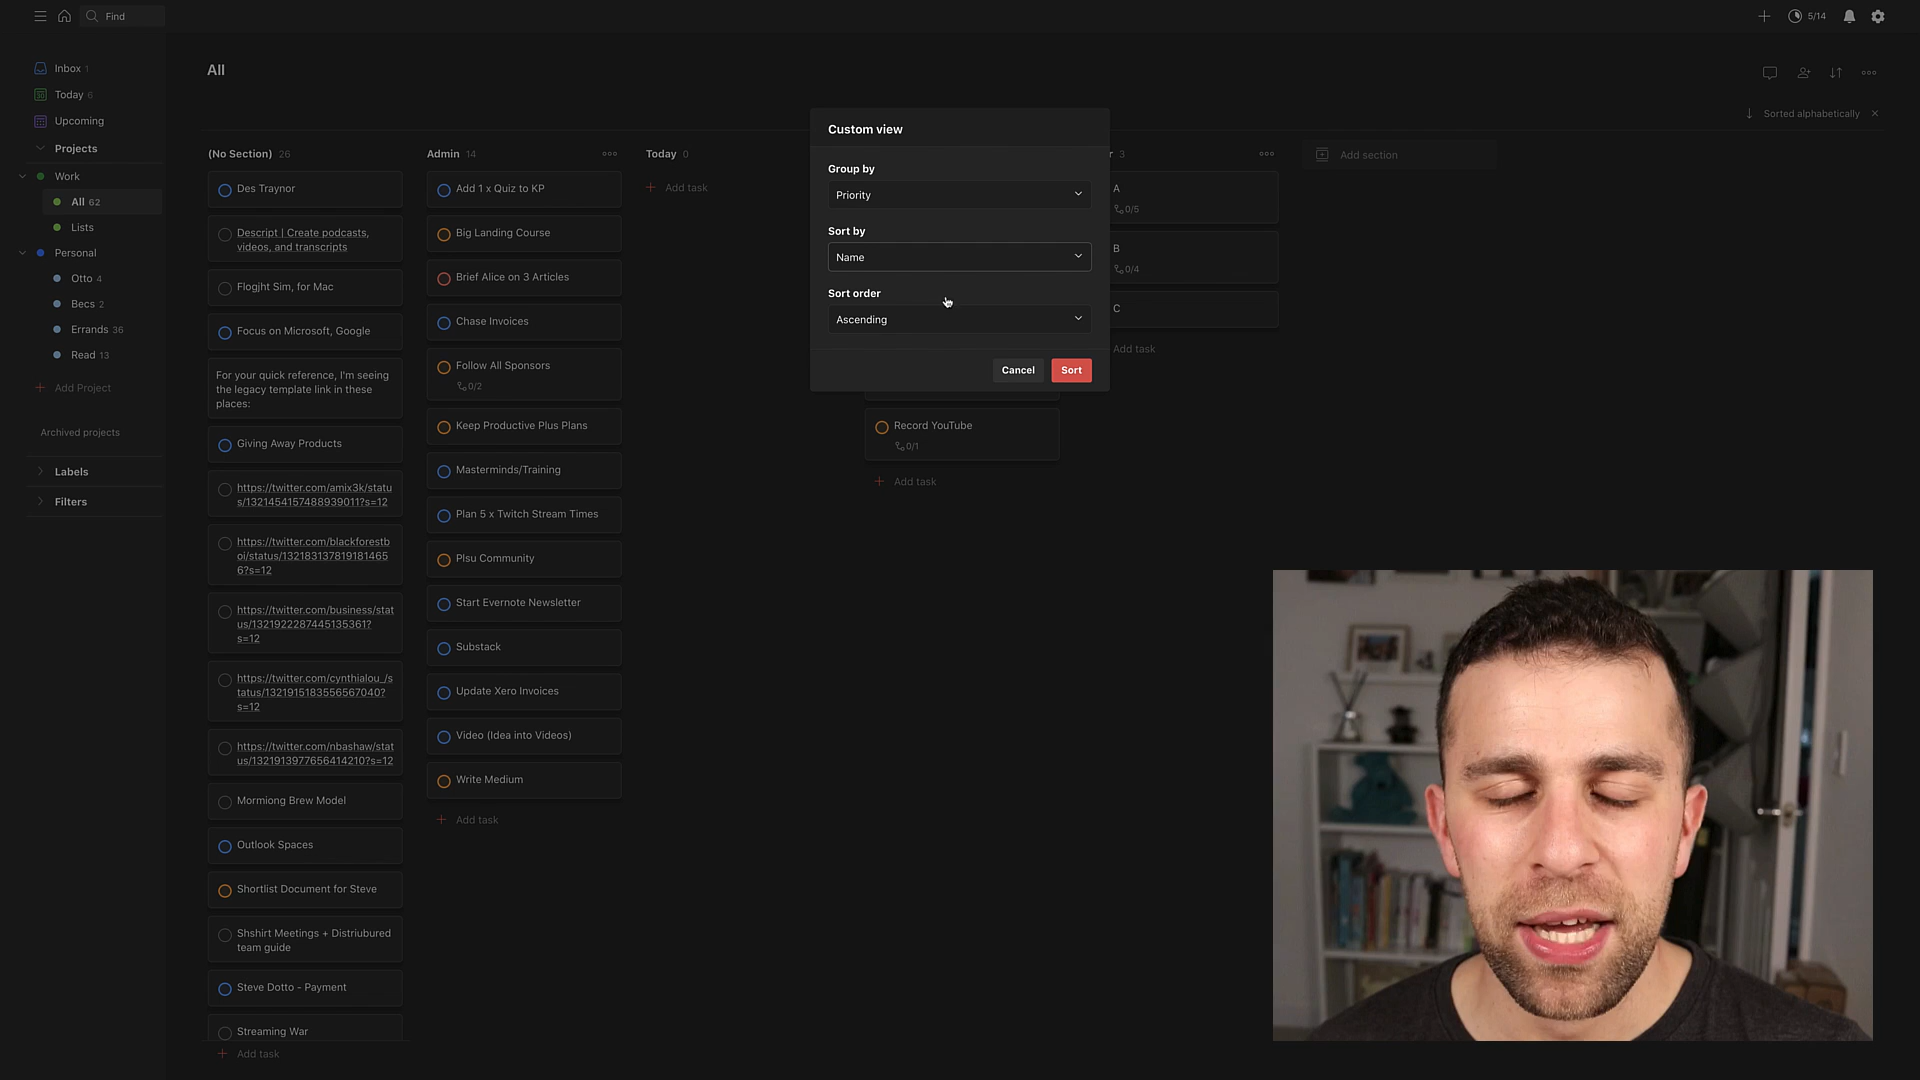 Find
5/14
Inbox 1
Today 6
Upcoming
Projects
Work
All 62
Lists
Personal
Otto 4
Becs 2
Errands 36
Read 13
Add Project
Archived projects
Labels
Filters
All
Sorted alphabetically
(No Section) 26
Des Traynor
Descript | Create podcasts,
videos, and transcripts
Flogjht Sim, for Mac
Focus on Microsoft, Google
For your quick reference, I'm seeing
the legacy template link in these
places:
Giving Away Products
https://twitter.com/amix3k/statu
s/1321454157488939011?s=12
https://twitter.com/blackforestb
oi/status/132183137819181465
6?s=12
https://twitter.com/business/stat
us/1321922287445135361?
s=12
https://twitter.com/cynthialou_/s
tatus/1321915183556567040?
s=12
https://twitter.com/nbashaw/stat
us/1321913977656414210?s=12
Mormiong Brew Model
Outlook Spaces
Shortlist Document for Steve
Shshirt Meetings + Distriubured
team guide
Steve Dotto - Payment
Streaming War
Add task
Admin 14
Add 1 x Quiz to KP
Big Landing Course
Brief Alice on 3 Articles
Chase Invoices
Follow All Sponsors
0/2
Keep Productive Plus Plans
Masterminds/Training
Plan 5 x Twitch Stream Times
Plsu Community
Start Evernote Newsletter
Substack
Update Xero Invoices
Video (Idea into Videos)
Write Medium
Add task
Today 0
Add task
Custom view
Group by
Priority
Sort by
Name
Sort order
Ascending
Cancel
Sort
Record YouTube
0/1
Add task
r 3
A
0/5
B
0/4
C
Add task
Add section